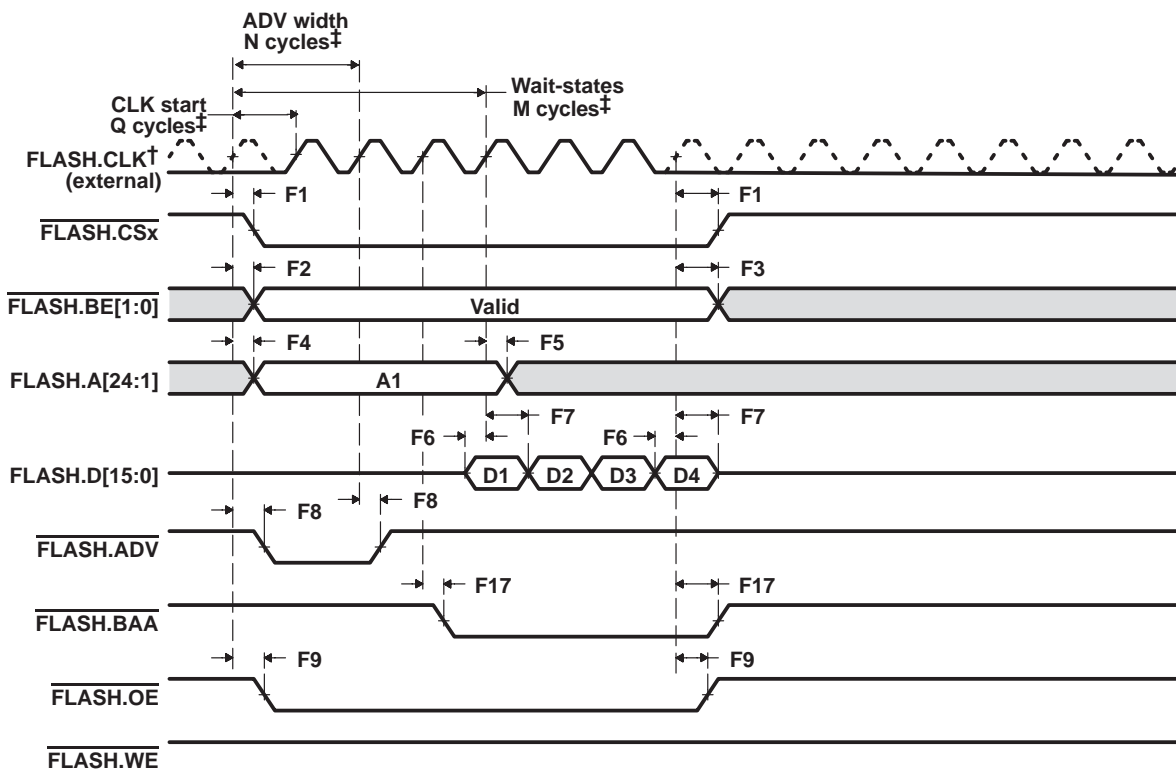 ADV width
N cycles‡
Wait-states
M cycles‡
CLK start
Q cycles‡
FLASH.CLK†
(external)
F1
F1
FLASH.CSx
F2
F3
FLASH.BE[1:0]
Valid
F4
F5
FLASH.A[24:1]
A1
F7
F7
F6
F6
FLASH.D[15:0]
D1
D2
D3
D4
F8
F8
FLASH.ADV
F17
F17
FLASH.BAA
F9
F9
FLASH.OE
FLASH.WE